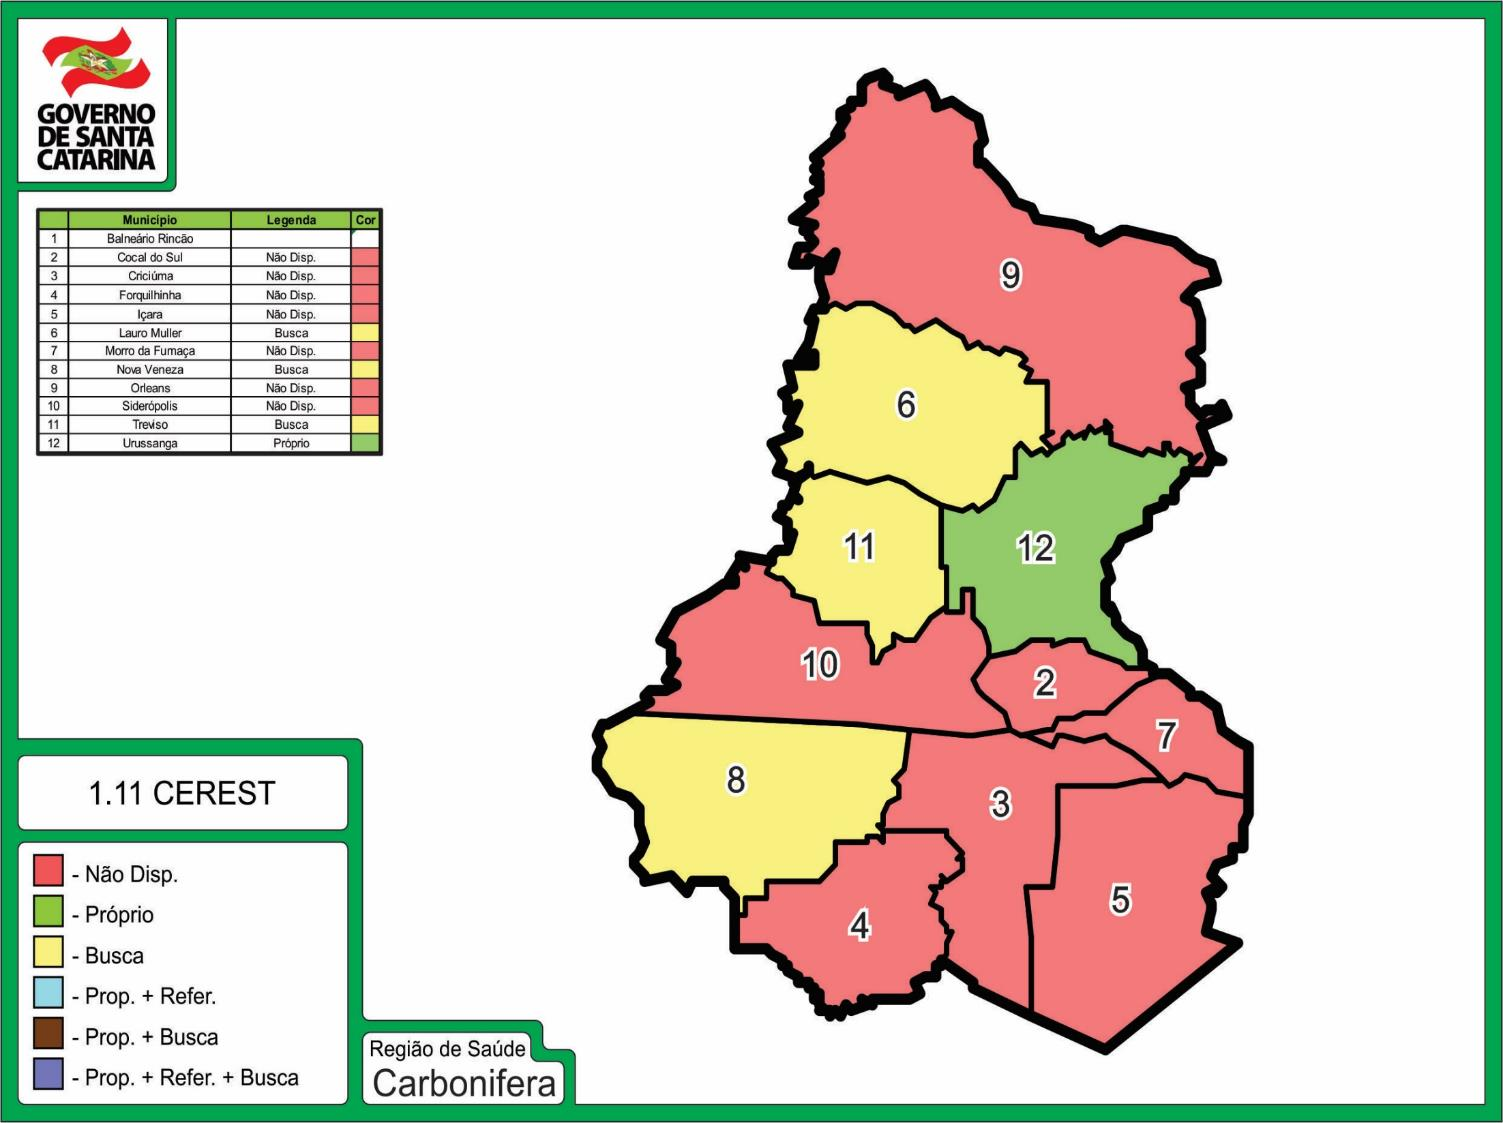 GOVERNO
DE SANTA
CATARINA
Município Legenda Cor
1 Balneário Rincão
2 Cocal do Sul Não Disp.
3 Criciúma Não Disp.
4 Forquilhinha Não Disp.
5 Içara Não Disp.
6 Lauro Muller Busca
7 Morro da Fumaça Não Disp.
8 Nova Veneza Busca
9 Orleans Não Disp.
10 Siderópolis Não Disp.
11 Treviso Busca
12 Urussanga Próprio
9
6
11
12
10
2
7
8
3
5
4
1.11 CEREST
- Não Disp.
- Próprio
- Busca
- Prop. + Refer.
- Prop. + Busca
- Prop. + Refer. + Busca
Região de Saúde
Carbonifera